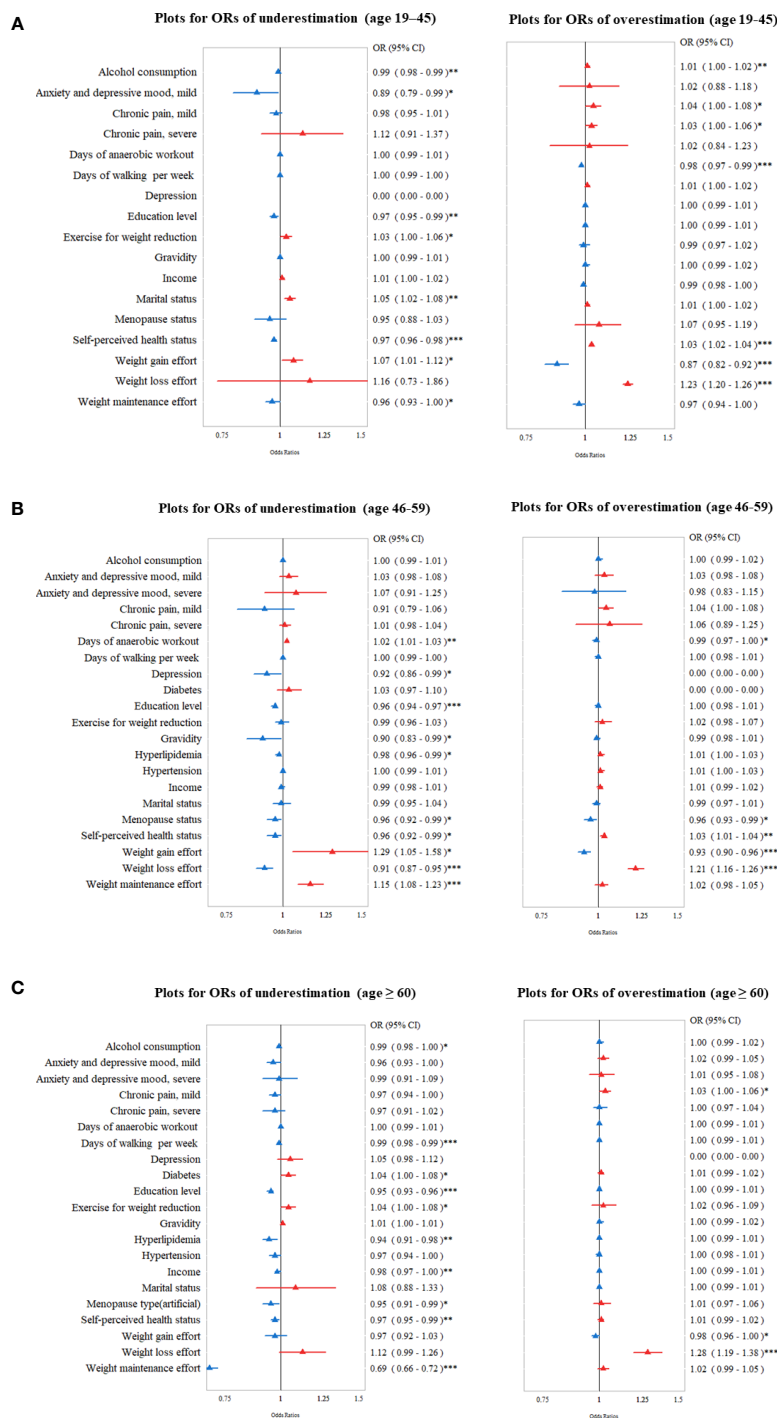 A
Plots for ORs of underestimation (age 19–45)
OR (95% CI)
Alcohol consumption 0.99 ( 0.98 - 0.99 )**
Anxiety and depressive mood, mild 0.89 ( 0.79 - 0.99 )*
Chronic pain, mild 0.98 ( 0.95 - 1.01 )
Chronic pain, severe 1.12 ( 0.91 - 1.37 )
Days of anaerobic workout 1.00 ( 0.99 - 1.01 )
Days of walking per week 1.00 ( 0.99 - 1.00 )
Depression 0.00 ( 0.00 - 0.00 )
Education level 0.97 ( 0.95 - 0.99 )**
Exercise for weight reduction 1.03 ( 1.00 - 1.06 )*
Gravidity 1.00 ( 0.99 - 1.01 )
Income 1.01 ( 1.00 - 1.02 )
Marital status 1.05 ( 1.02 - 1.08 )**
Menopause status 0.95 ( 0.88 - 1.03 )
Self-perceived health status 0.97 ( 0.96 - 0.98 )***
Weight gain effort 1.07 ( 1.01 - 1.12 )*
Weight loss effort 1.16 ( 0.73 - 1.86 )
Weight maintenance effort 0.96 ( 0.93 - 1.00 )*
0.75 1 1.25 1.5
Odds Ratios
Plots for ORs of overestimation (age 19-45)
OR (95% CI)
1.01 ( 1.00 - 1.02 )**
1.02 ( 0.88 - 1.18 )
1.04 ( 1.00 - 1.08 )*
1.03 ( 1.00 - 1.06 )*
1.02 ( 0.84 - 1.23 )
0.98 ( 0.97 - 0.99 )***
1.01 ( 1.00 - 1.02 )
1.00 ( 0.99 - 1.01 )
1.00 ( 0.99 - 1.01 )
0.99 ( 0.97 - 1.02 )
1.00 ( 0.99 - 1.02 )
0.99 ( 0.98 - 1.00 )
1.01 ( 1.00 - 1.02 )
1.07 ( 0.95 - 1.19 )
1.03 ( 1.02 - 1.04 )***
0.87 ( 0.82 - 0.92 )***
1.23 ( 1.20 - 1.26 )***
0.97 ( 0.94 - 1.00 )
0.75 1 1.25 1.5
Odds Ratios
B
Plots for ORs of underestimation (age 46-59)
OR (95% CI)
Alcohol consumption 1.00 ( 0.99 - 1.01 )
Anxiety and depressive mood, mild 1.03 ( 0.98 - 1.08 )
Anxiety and depressive mood, severe 1.07 ( 0.91 - 1.25 )
Chronic pain, mild 0.91 ( 0.79 - 1.06 )
Chronic pain, severe 1.01 ( 0.98 - 1.04 )
Days of anaerobic workout 1.02 ( 1.01 - 1.03 )**
Days of walking per week 1.00 ( 0.99 - 1.00 )
Depression 0.92 ( 0.86 - 0.99 )*
Diabetes 1.03 ( 0.97 - 1.10 )
Education level 0.96 ( 0.94 - 0.97 )***
Exercise for weight reduction 0.99 ( 0.96 - 1.03 )
Gravidity 0.90 ( 0.83 - 0.99 )*
Hyperlipidemia 0.98 ( 0.96 - 0.99 )*
Hypertension 1.00 ( 0.99 - 1.01 )
Income 0.99 ( 0.98 - 1.01 )
Marital status 0.99 ( 0.95 - 1.04 )
Menopause status 0.96 ( 0.92 - 0.99 )*
Self-perceived health status 0.96 ( 0.92 - 0.99 )*
Weight gain effort 1.29 ( 1.05 - 1.58 )*
Weight loss effort 0.91 ( 0.87 - 0.95 )***
Weight maintenance effort 1.15 ( 1.08 - 1.23 )***
0.75 1 1.25 1.5
Odds Ratios
Plots for ORs of overestimation (age 46-59)
OR (95% CI)
1.00 ( 0.99 - 1.02 )
1.03 ( 0.98 - 1.08 )
0.98 ( 0.83 - 1.15 )
1.04 ( 1.00 - 1.08 )
1.06 ( 0.89 - 1.25 )
0.99 ( 0.97 - 1.00 )*
1.00 ( 0.98 - 1.01 )
0.00 ( 0.00 - 0.00 )
0.00 ( 0.00 - 0.00 )
1.00 ( 0.98 - 1.01 )
1.02 ( 0.98 - 1.07 )
0.99 ( 0.98 - 1.01 )
1.01 ( 1.00 - 1.03 )
1.01 ( 1.00 - 1.03 )
1.01 ( 0.99 - 1.02 )
0.99 ( 0.97 - 1.01 )
0.96 ( 0.93 - 0.99 )*
1.03 ( 1.01 - 1.04 )**
0.93 ( 0.90 - 0.96 )***
1.21 ( 1.16 - 1.26 )***
1.02 ( 0.98 - 1.05 )
0.75 1 1.25 1.5
Odds Ratios
C
Plots for ORs of underestimation (age ≥ 60)
OR (95% CI)
Alcohol consumption 0.99 ( 0.98 - 1.00 )*
Anxiety and depressive mood, mild 0.96 ( 0.93 - 1.00 )
Anxiety and depressive mood, severe 0.99 ( 0.91 - 1.09 )
Chronic pain, mild 0.97 ( 0.94 - 1.00 )
Chronic pain, severe 0.97 ( 0.91 - 1.02 )
Days of anaerobic workout 1.00 ( 0.99 - 1.01 )
Days of walking per week 0.99 ( 0.98 - 0.99 )***
Depression 1.05 ( 0.98 - 1.12 )
Diabetes 1.04 ( 1.00 - 1.08 )*
Education level 0.95 ( 0.93 - 0.96 )***
Exercise for weight reduction 1.04 ( 1.00 - 1.08 )*
Gravidity 1.01 ( 1.00 - 1.01 )
Hyperlipidemia 0.94 ( 0.91 - 0.98 )**
Hypertension 0.97 ( 0.94 - 1.00 )
Income 0.98 ( 0.97 - 1.00 )**
Marital status 1.08 ( 0.88 - 1.33 )
Menopause type(artificial) 0.95 ( 0.91 - 0.99 )*
Self-perceived health status 0.97 ( 0.95 - 0.99 )**
Weight gain effort 0.97 ( 0.92 - 1.03 )
Weight loss effort 1.12 ( 0.99 - 1.26 )
Weight maintenance effort 0.69 ( 0.66 - 0.72 )***
0.75 1 1.25 1.5
Odds Ratios
Plots for ORs of overestimation (age ≥ 60)
OR (95% CI)
1.00 ( 0.99 - 1.02 )
1.02 ( 0.99 - 1.05 )
1.01 ( 0.95 - 1.08 )
1.03 ( 1.00 - 1.06 )*
1.00 ( 0.97 - 1.04 )
1.00 ( 0.99 - 1.01 )
1.00 ( 0.99 - 1.01 )
0.00 ( 0.00 - 0.00 )
1.01 ( 0.99 - 1.02 )
1.00 ( 0.99 - 1.01 )
1.02 ( 0.96 - 1.09 )
1.00 ( 0.99 - 1.02 )
1.00 ( 0.99 - 1.01 )
1.00 ( 0.98 - 1.01 )
1.00 ( 0.99 - 1.01 )
1.00 ( 0.99 - 1.01 )
1.01 ( 0.97 - 1.06 )
1.01 ( 0.99 - 1.02 )
0.98 ( 0.96 - 1.00 )*
1.28 ( 1.19 - 1.38 )***
1.02 ( 0.99 - 1.05 )
0.75 1 1.25 1.5
Odds Ratios